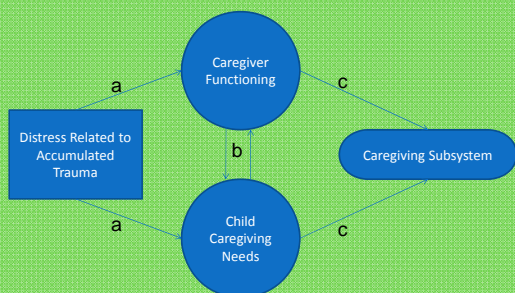 Caregiver
Functioning
a
c
Distress Related to
Accumulated
Trauma
b
Caregiving Subsystem
a
Child
Caregiving
Needs
c